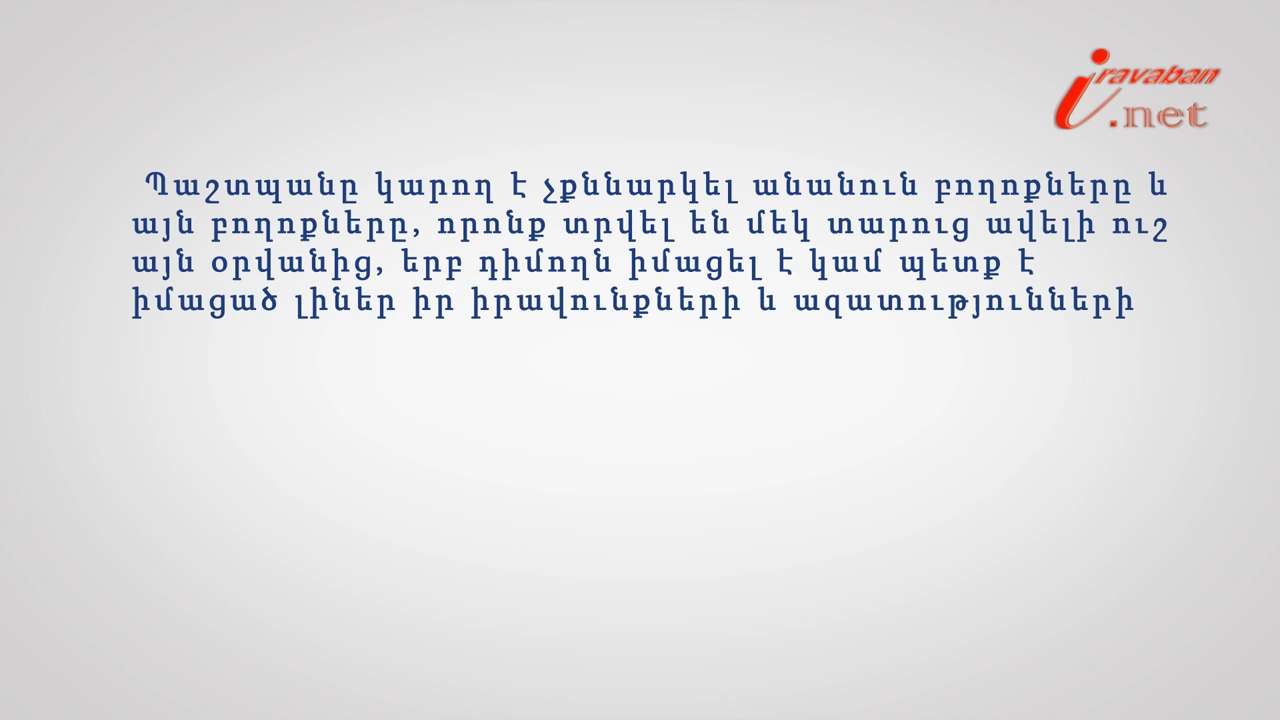 iravaban
.net
Պաշտպանը կարող է չքննարկել անանուն բողոքները և
այն բողոքները, որոնք տրվել են մեկ տարուց ավելի ուշ
այն օրվանից, երբ դիմողն իմացել է կամ պետք է
իմացած լիներ իր իրավունքների և ազատությունների